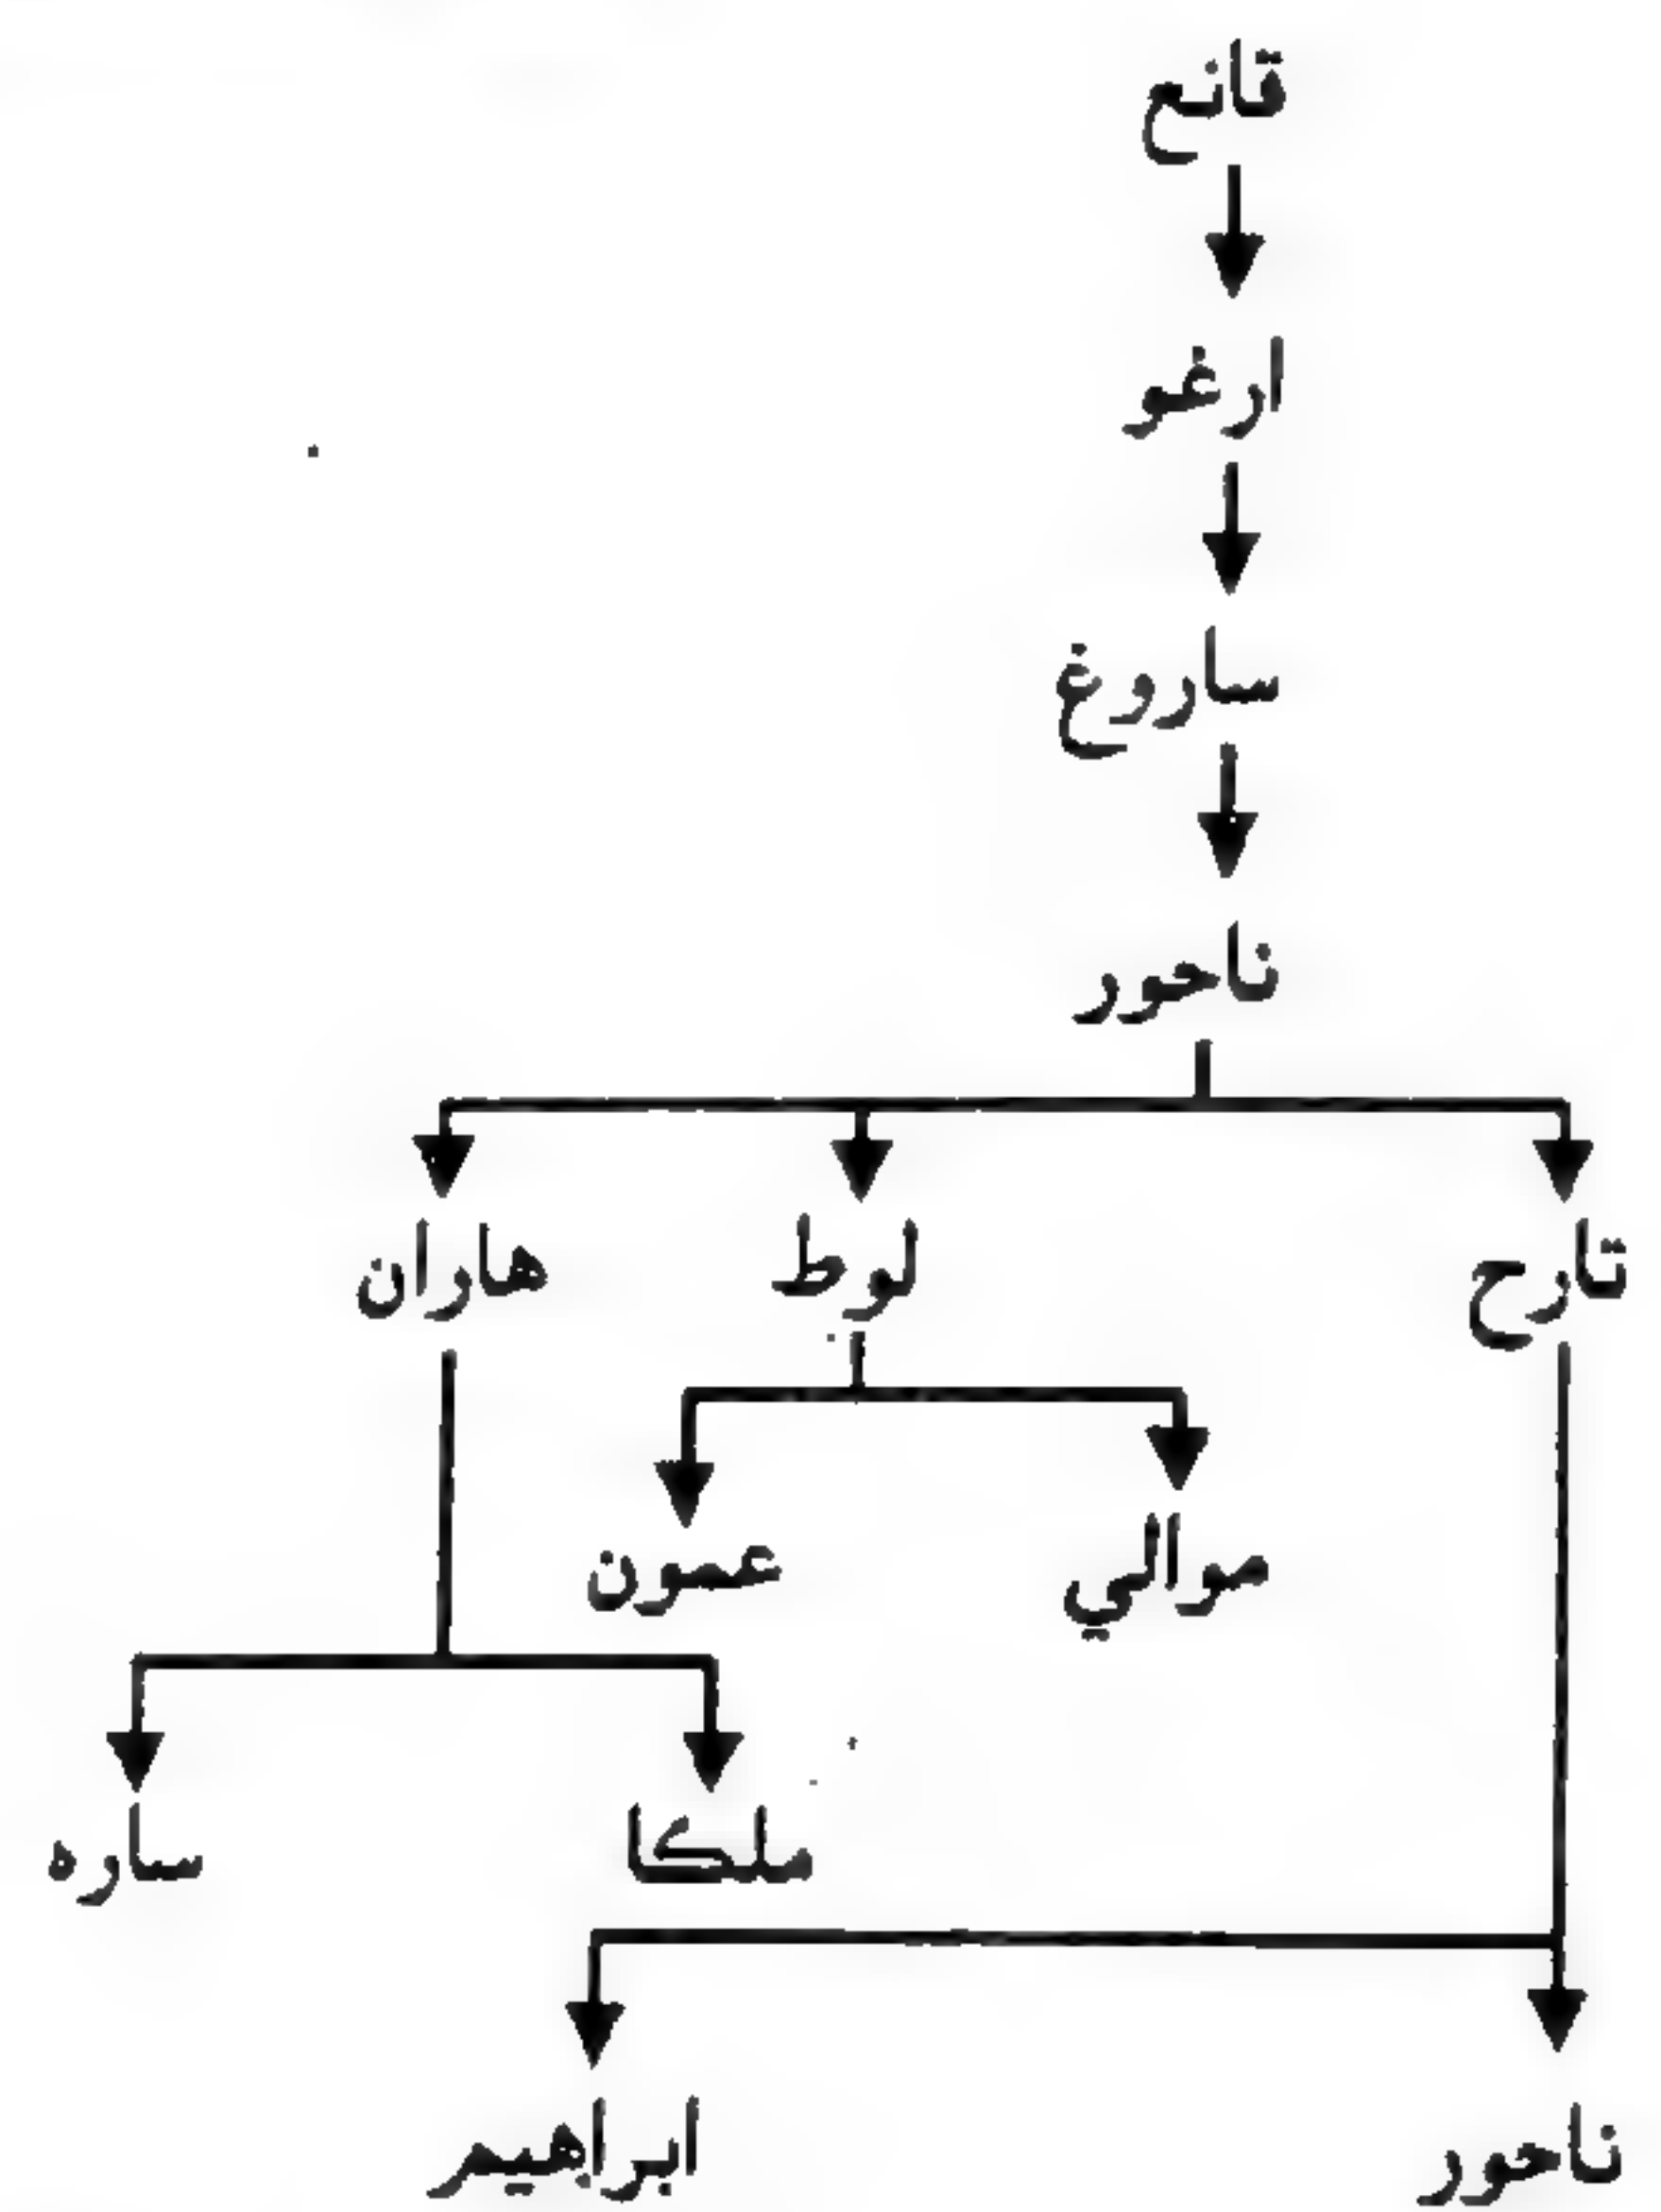 قانع
ارغو
ساروغ
ناحور
تارح لوط هاران
موالي عمون
ملكا ساره
ناحور ابراهيم